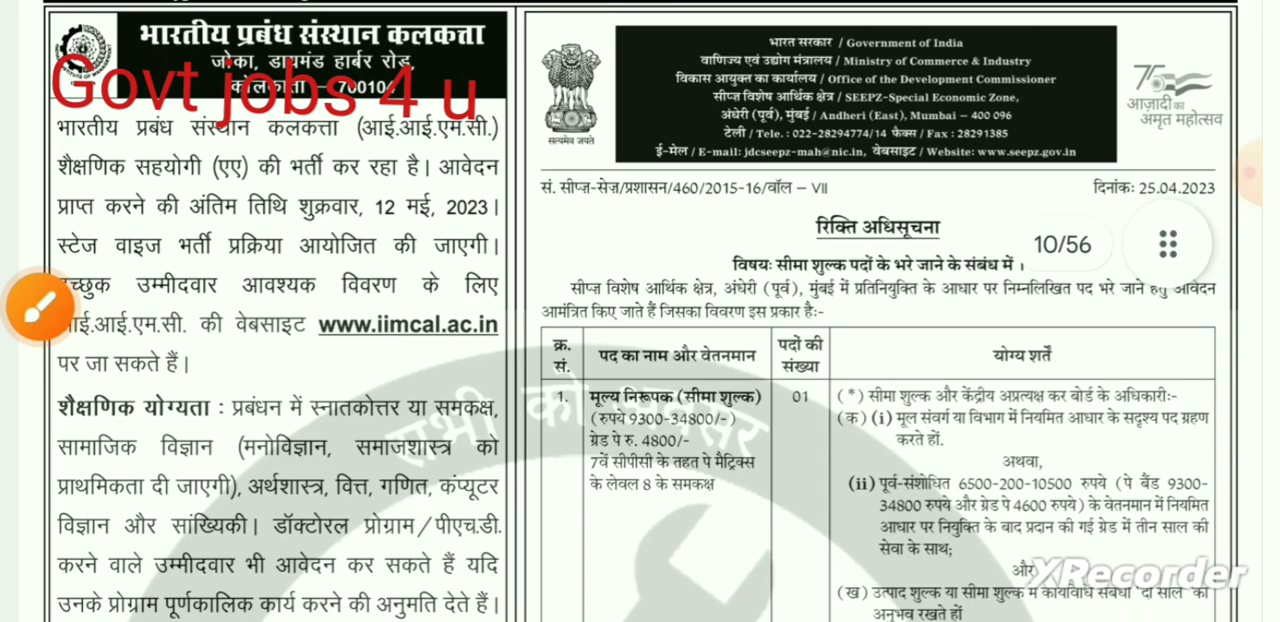 भारतीय प्रबंध संस्थान कलकत्ता
जोका, डायमंड हार्बर रोड़,
कोलकाता – 700104
Govt jobs 4 u
भारतीय प्रबंध संस्थान कलकत्ता (आई.आई.एम.सी.)
शैक्षणिक सहयोगी (एए) की भर्ती कर रहा है। आवेदन
प्राप्त करने की अंतिम तिथि शुक्रवार, 12 मई, 2023।
स्टेज वाइज भर्ती प्रक्रिया आयोजित की जाएगी।
उम्मीदवार आवश्यक विवरण के लिए
की वेबसाइट www.iimcal.ac.in
पर जा सकते हैं।
शैक्षणिक योग्यता : प्रबंधन में स्नातकोत्तर या समकक्ष,
सामाजिक विज्ञान (मनोविज्ञान, समाजशास्त्र को
प्राथमिकता दी जाएगी), अर्थशास्त्र, वित्त, गणित, कंप्यूटर
विज्ञान और सांख्यिकी। डॉक्टोरल प्रोग्राम/पीएच.डी.
करने वाले उम्मीदवार भी आवेदन कर सकते हैं यदि
उनके प्रोग्राम पूर्णकालिक कार्य करने की अनुमति देते हैं।
सत्यमेव जयते
भारत सरकार / Government of India
वाणिज्य एवं उद्योग मंत्रालय / Ministry of Commerce & Industry
विकास आयुक्त का कार्यालय / Office of the Development Commissioner
सीप्ज विशेष आर्थिक क्षेत्र / SEEPZ-Special Economic Zone,
अंधेरी (पूर्व), मुंबई / Andheri (East), Mumbai – 400 096
टेली / Tele. : 022-28294774/14 फैक्स / Fax : 28291385
ई-मेल / E-mail: jdcseepz-mah@nic.in, वेबसाइट / Website: www.seepz.gov.in
75
आज़ादी का
अमृत महोत्सव
सं. सीप्ज-सेज/प्रशासन/460/2015-16/वॉल – VII
दिनांकः 25.04.2023
रिक्ति अधिसूचना
10/56
विषयः सीमा शुल्क पदों के भरे जाने के संबंध में ।
सीप्ज विशेष आर्थिक क्षेत्र, अंधेरी (पूर्व), मुंबई में प्रतिनियुक्ति के आधार पर निम्नलिखित पद भरे जाने हेतु आवेदन
आमंत्रित किए जाते हैं जिसका विवरण इस प्रकार हैः-
क्र. सं.
पद का नाम और वेतनमान
पदों की संख्या
योग्य शर्तें
1.
मूल्य निरूपक (सीमा शुल्क)
(रुपये 9300-34800/-)
ग्रेड पे रु. 4800/-
7वें सीपीसी के तहत पे मैट्रिक्स
के लेवल 8 के समकक्ष
01
(*) सीमा शुल्क और केंद्रीय अप्रत्यक्ष कर बोर्ड के अधिकारीः-
(क) (i) मूल संवर्ग या विभाग में नियमित आधार के सदृश्य पद ग्रहण
करते हों.
अथवा,
(ii) पूर्व-संशोधित 6500-200-10500 रुपये (पे बैंड 9300-
34800 रुपये और ग्रेड पे 4600 रुपये) के वेतनमान में नियमित
आधार पर नियुक्ति के बाद प्रदान की गई ग्रेड में तीन साल की
सेवा के साथ;
और
(ख) उत्पाद शुल्क या सीमा शुल्क में कार्यविधि संबंधी दो साल का
अनुभव रखते हों
सभी को अवसर
XRecorder